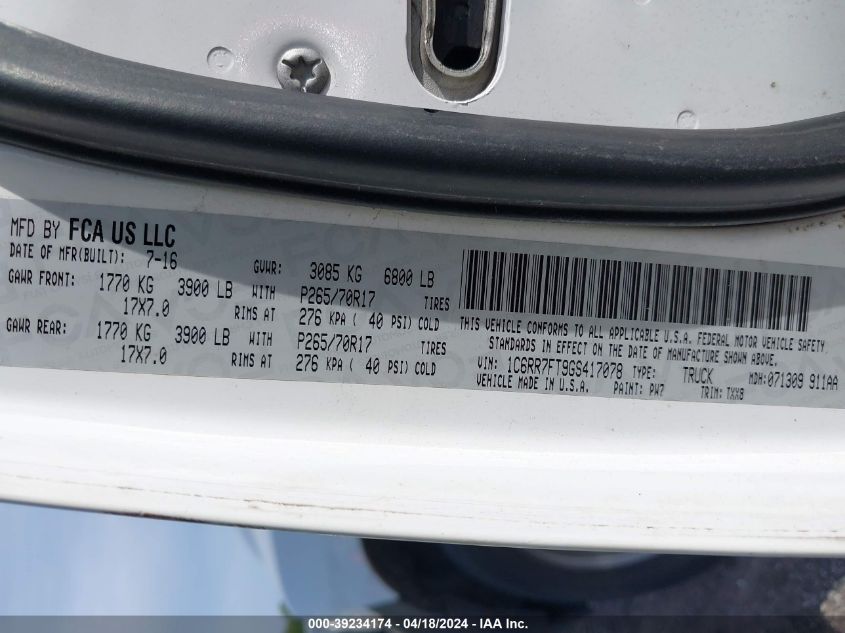 MFD BY FCA US LLC
DATE OF MFR(BUILT): 7-16 GVWR: 3085 KG 6800 LB
GAWR FRONT: 1770 KG 3900 LB WITH P265/70R17 TIRES
17X7.0 RIMS AT 276 KPA ( 40 PSI) COLD
GAWR REAR: 1770 KG 3900 LB WITH P265/70R17 TIRES
17X7.0 RIMS AT 276 KPA ( 40 PSI) COLD
THIS VEHICLE CONFORMS TO ALL APPLICABLE U.S.A. FEDERAL MOTOR VEHICLE SAFETY
STANDARDS IN EFFECT ON THE DATE OF MANUFACTURE SHOWN ABOVE.
VIN: 1C6RR7FT9GS417078 TYPE: TRUCK MDH:071309 911AA
VEHICLE MADE IN U.S.A. PAINT: PW7 TRIM: TXX8
000-39234174 - 04/18/2024 - IAA Inc.